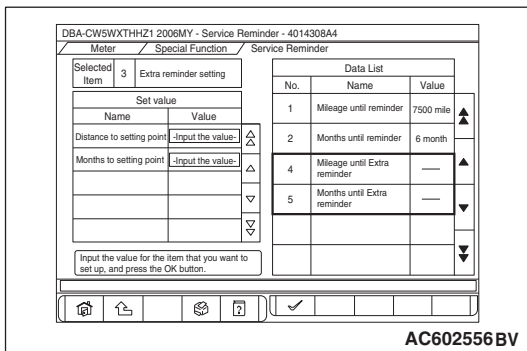 DBA-CW5WXTHHZ1 2006MY - Service Reminder - 4014308A4
Meter / Special Function / Service Reminder
Selected Item 3 Extra reminder setting
Set value
Name Value
Distance to setting point -Input the value-
Months to setting point -Input the value-
Input the value for the item that you want to
set up, and press the OK button.
Data List
No. Name Value
1 Mileage until reminder 7500 mile
2 Months until reminder 6 month
4 Mileage until Extra
reminder —
5 Months until Extra
reminder —
?
AC602556BV